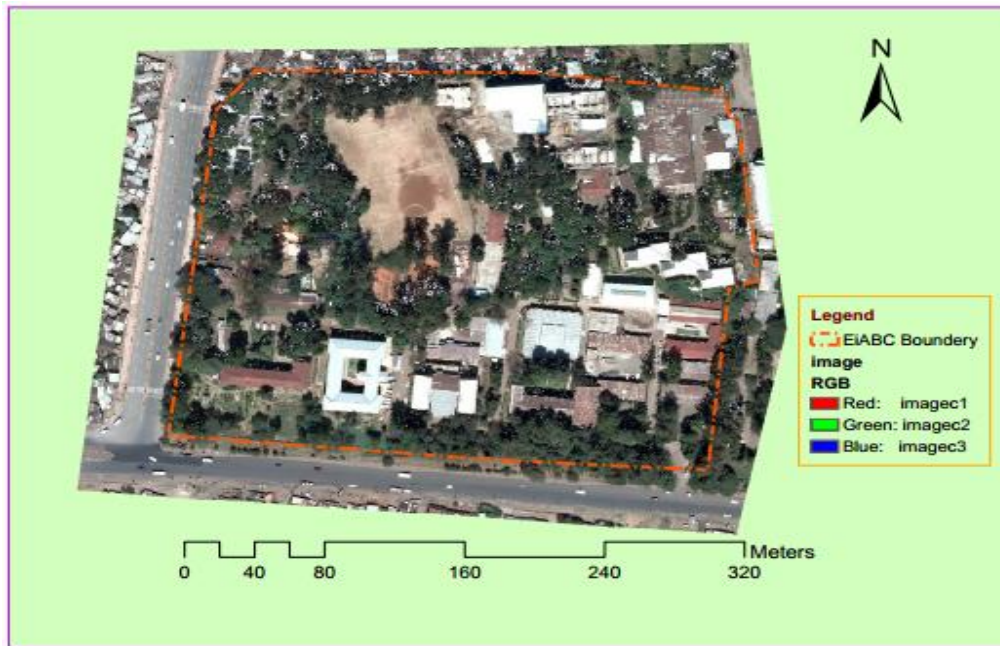 N
Legend
EiABC Boundery
image
RGB
Red: imagec1
Green: imagec2
Blue: imagec3
Meters
0 40 80 160 240 320